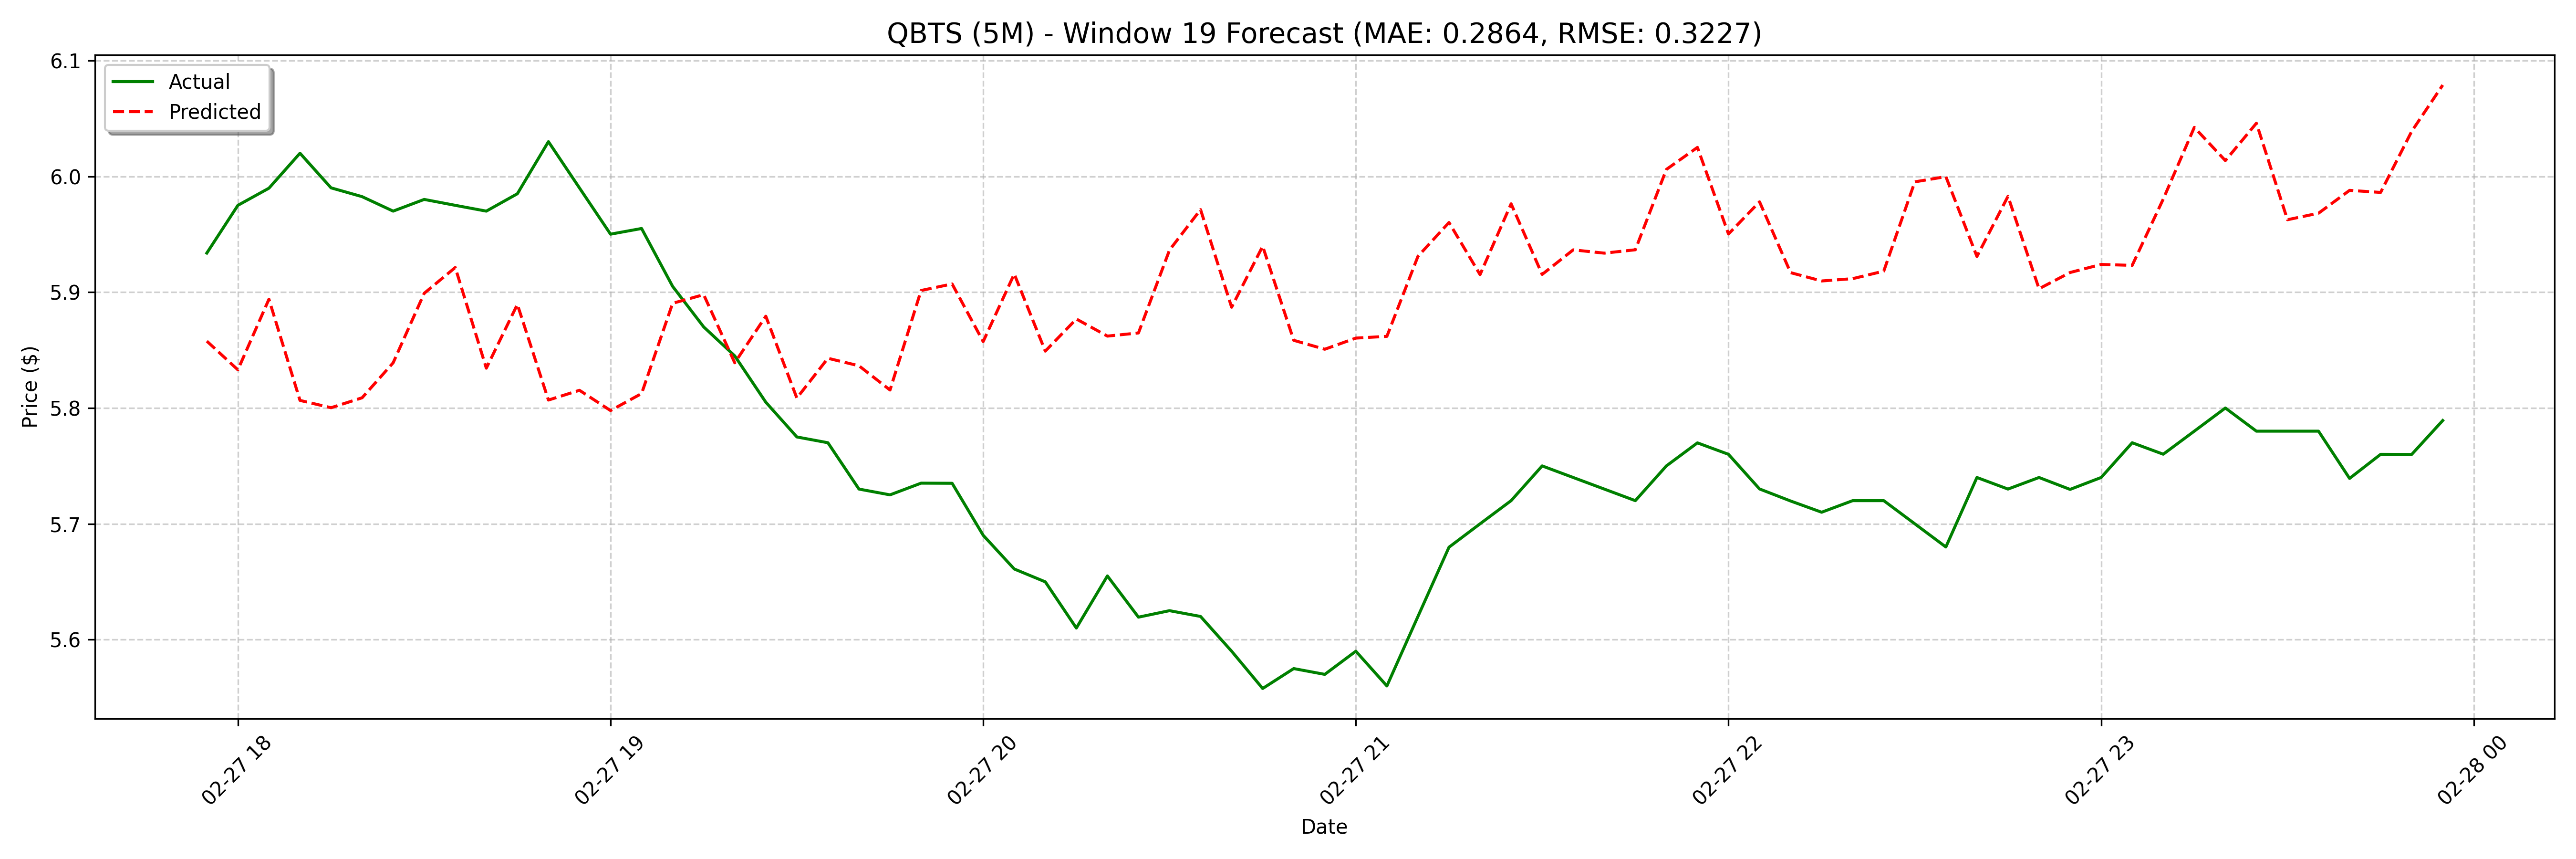 QBTS (5M) - Window 19 Forecast (MAE: 0.2864, RMSE: 0.3227)
Actual
Predicted
Price ($)
6.1
6.0
5.9
5.8
5.7
5.6
02-27 18
02-27 19
02-27 20
02-27 21
02-27 22
02-27 23
02-28 00
Date